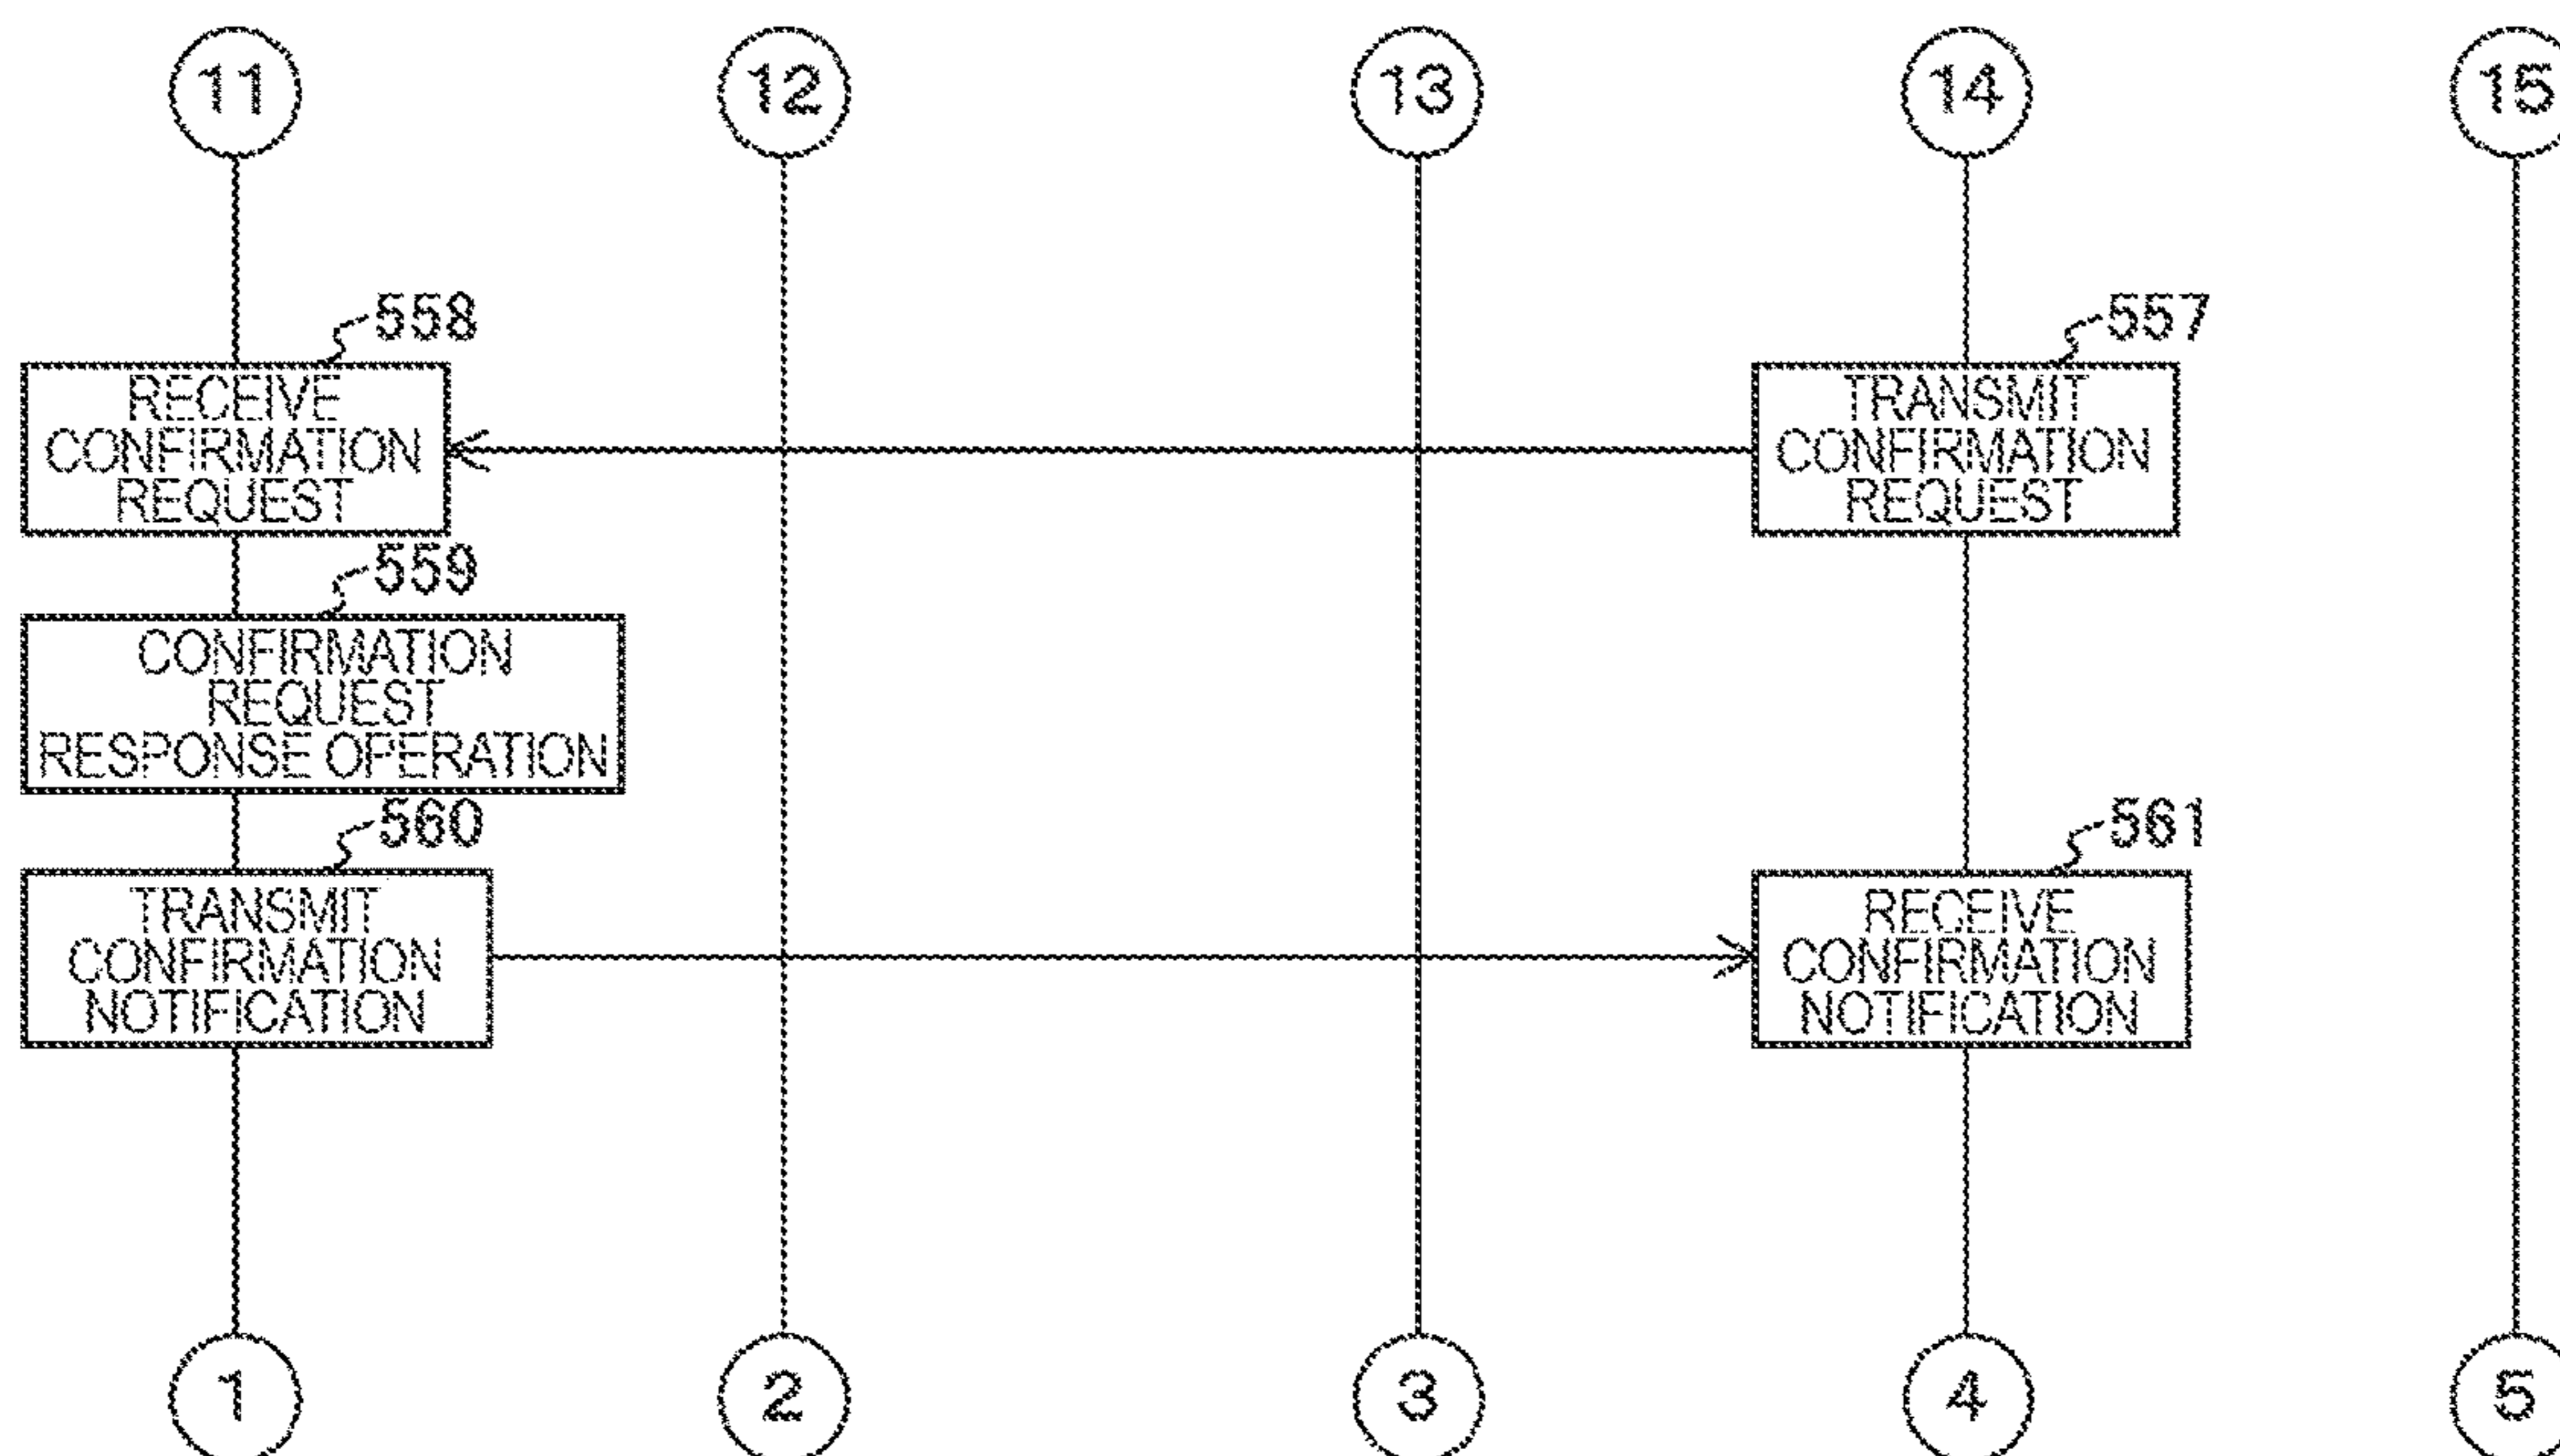 11
12
13
14
15
558
557
RECEIVE
CONFIRMATION
REQUEST
TRANSMIT
CONFIRMATION
REQUEST
559
CONFIRMATION
REQUEST
RESPONSE OPERATION
560
561
TRANSMIT
CONFIRMATION
NOTIFICATION
RECEIVE
CONFIRMATION
NOTIFICATION
1
2
3
4
5